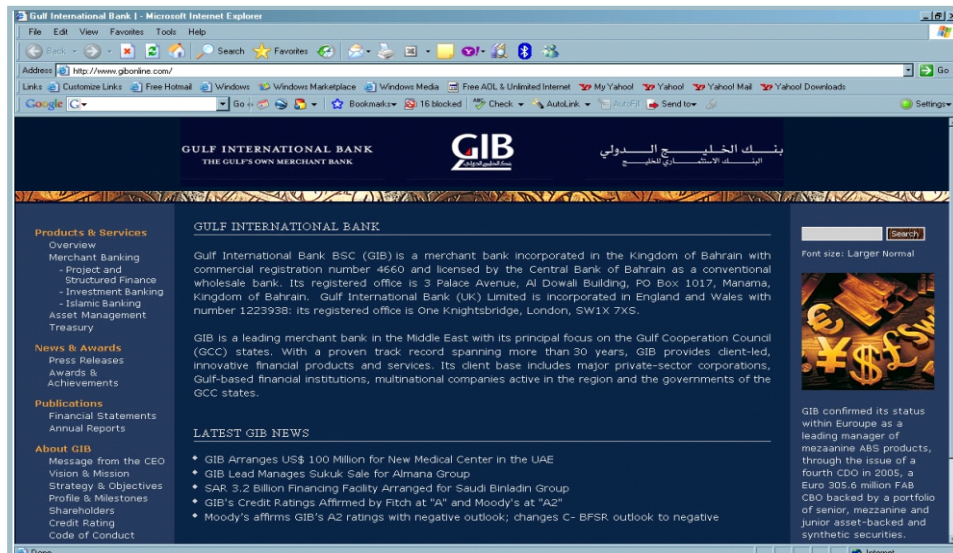 Gulf International Bank | - Microsoft Internet Explorer
File Edit View Favorites Tools Help
Back Search Favorites
Address http://www.gibonline.com/ Go
Links Customize Links Free Hotmail Windows Windows Marketplace Windows Media Free AOL & Unlimited Internet My Yahoo! Yahoo! Yahoo! Mail Yahoo! Downloads
Google Go Bookmarks 16 blocked Check AutoLink AutoFill Send to Settings
GULF INTERNATIONAL BANK
THE GULF'S OWN MERCHANT BANK
GIB
بنك الخليج الدولي
البنك الاستثماري للخليج
Products & Services
Overview
Merchant Banking
- Project and
Structured Finance
- Investment Banking
- Islamic Banking
Asset Management
Treasury
News & Awards
Press Releases
Awards &
Achievements
Publications
Financial Statements
Annual Reports
About GIB
Message from the CEO
Vision & Mission
Strategy & Objectives
Profile & Milestones
Shareholders
Credit Rating
Code of Conduct
GULF INTERNATIONAL BANK
Gulf International Bank BSC (GIB) is a merchant bank incorporated in the Kingdom of Bahrain with
commercial registration number 4660 and licensed by the Central Bank of Bahrain as a conventional
wholesale bank. Its registered office is 3 Palace Avenue, Al Dowali Building, PO Box 1017, Manama,
Kingdom of Bahrain. Gulf International Bank (UK) Limited is incorporated in England and Wales with
number 1223938: its registered office is One Knightsbridge, London, SW1X 7XS.
GIB is a leading merchant bank in the Middle East with its principal focus on the Gulf Cooperation Council
(GCC) states. With a proven track record spanning more than 30 years, GIB provides client-led,
innovative financial products and services. Its client base includes major private-sector corporations,
Gulf-based financial institutions, multinational companies active in the region and the governments of the
GCC states.
LATEST GIB NEWS
GIB Arranges US$ 100 Million for New Medical Center in the UAE
GIB Lead Manages Sukuk Sale for Almana Group
SAR 3.2 Billion Financing Facility Arranged for Saudi Binladin Group
GIB's Credit Ratings Affirmed by Fitch at "A" and Moody's at "A2"
Moody's affirms GIB's A2 ratings with negative outlook; changes C- BFSR outlook to negative
Search
Font size: Larger Normal
GIB confirmed its status
within Euroupe as a
leading manager of
mezaanine ABS products,
through the issue of a
fourth CDO in 2005, a
Euro 305.6 million FAB
CBO backed by a portfolio
of senior, mezzanine and
junior asset-backed and
synthetic securities.
Done Internet